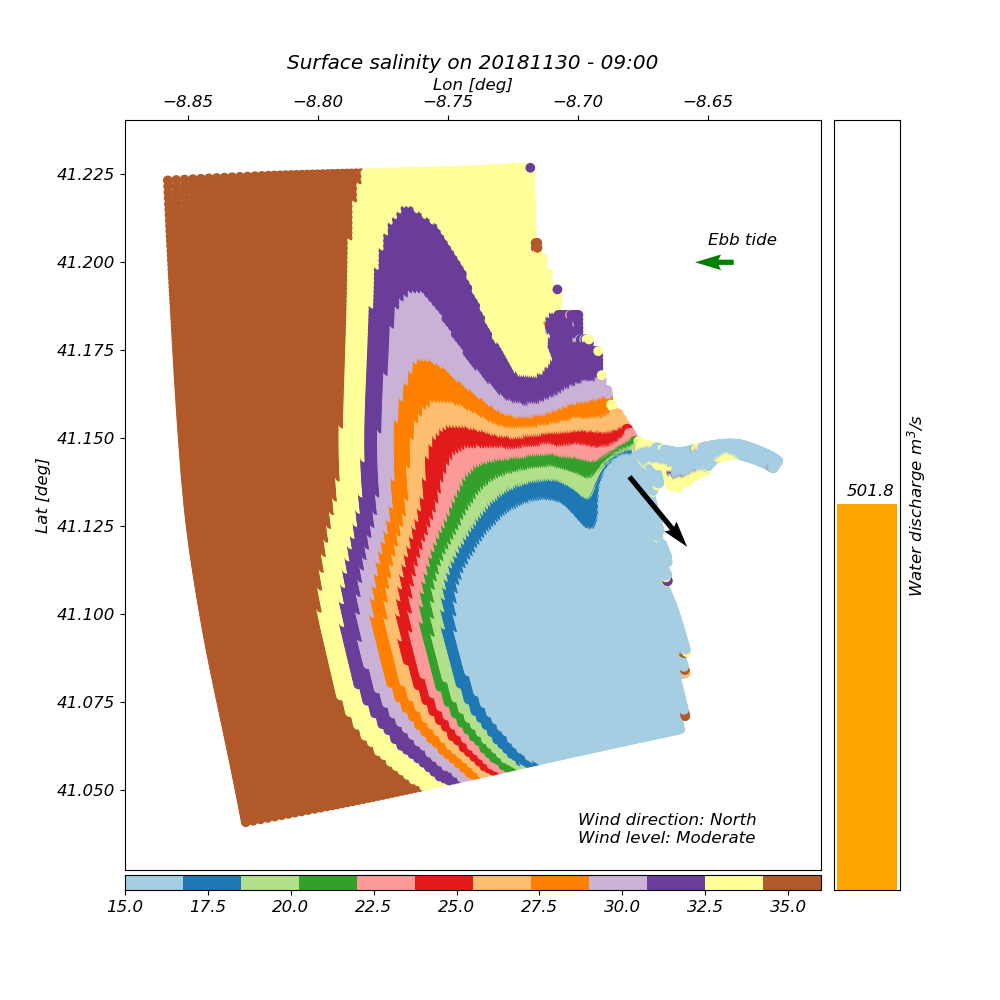 Surface salinity on 20181130 - 09:00
Lon [deg]
−8.85 −8.80 −8.75 −8.70 −8.65
41.225
41.200
41.175
41.150
41.125
41.100
41.075
41.050
Lat [deg]
Ebb tide
501.8
Water discharge m³/s
Wind direction: North
Wind level: Moderate
15.0 17.5 20.0 22.5 25.0 27.5 30.0 32.5 35.0